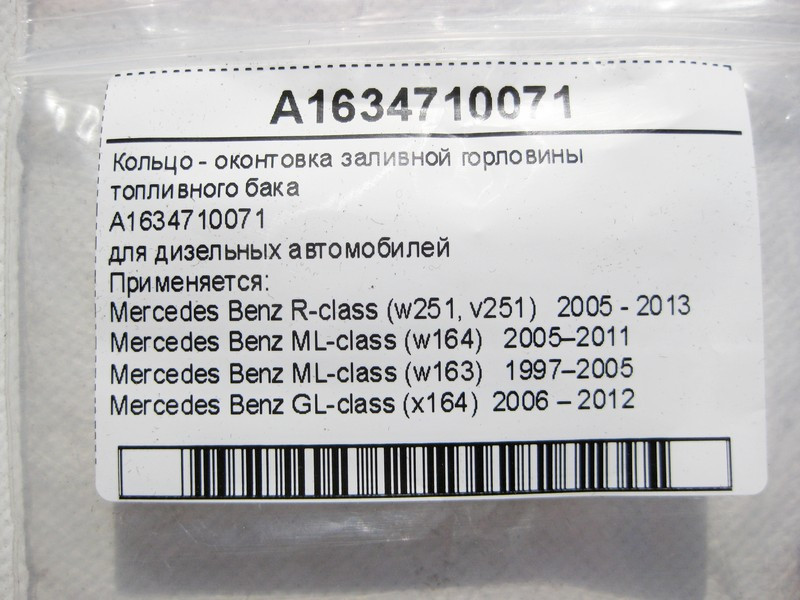 A1634710071
Кольцо - оконтовка заливной горловины
топливного бака
A1634710071
для дизельных автомобилей
Применяется:
Mercedes Benz R-class (w251, v251) 2005 - 2013
Mercedes Benz ML-class (w164) 2005–2011
Mercedes Benz ML-class (w163) 1997–2005
Mercedes Benz GL-class (x164) 2006 – 2012